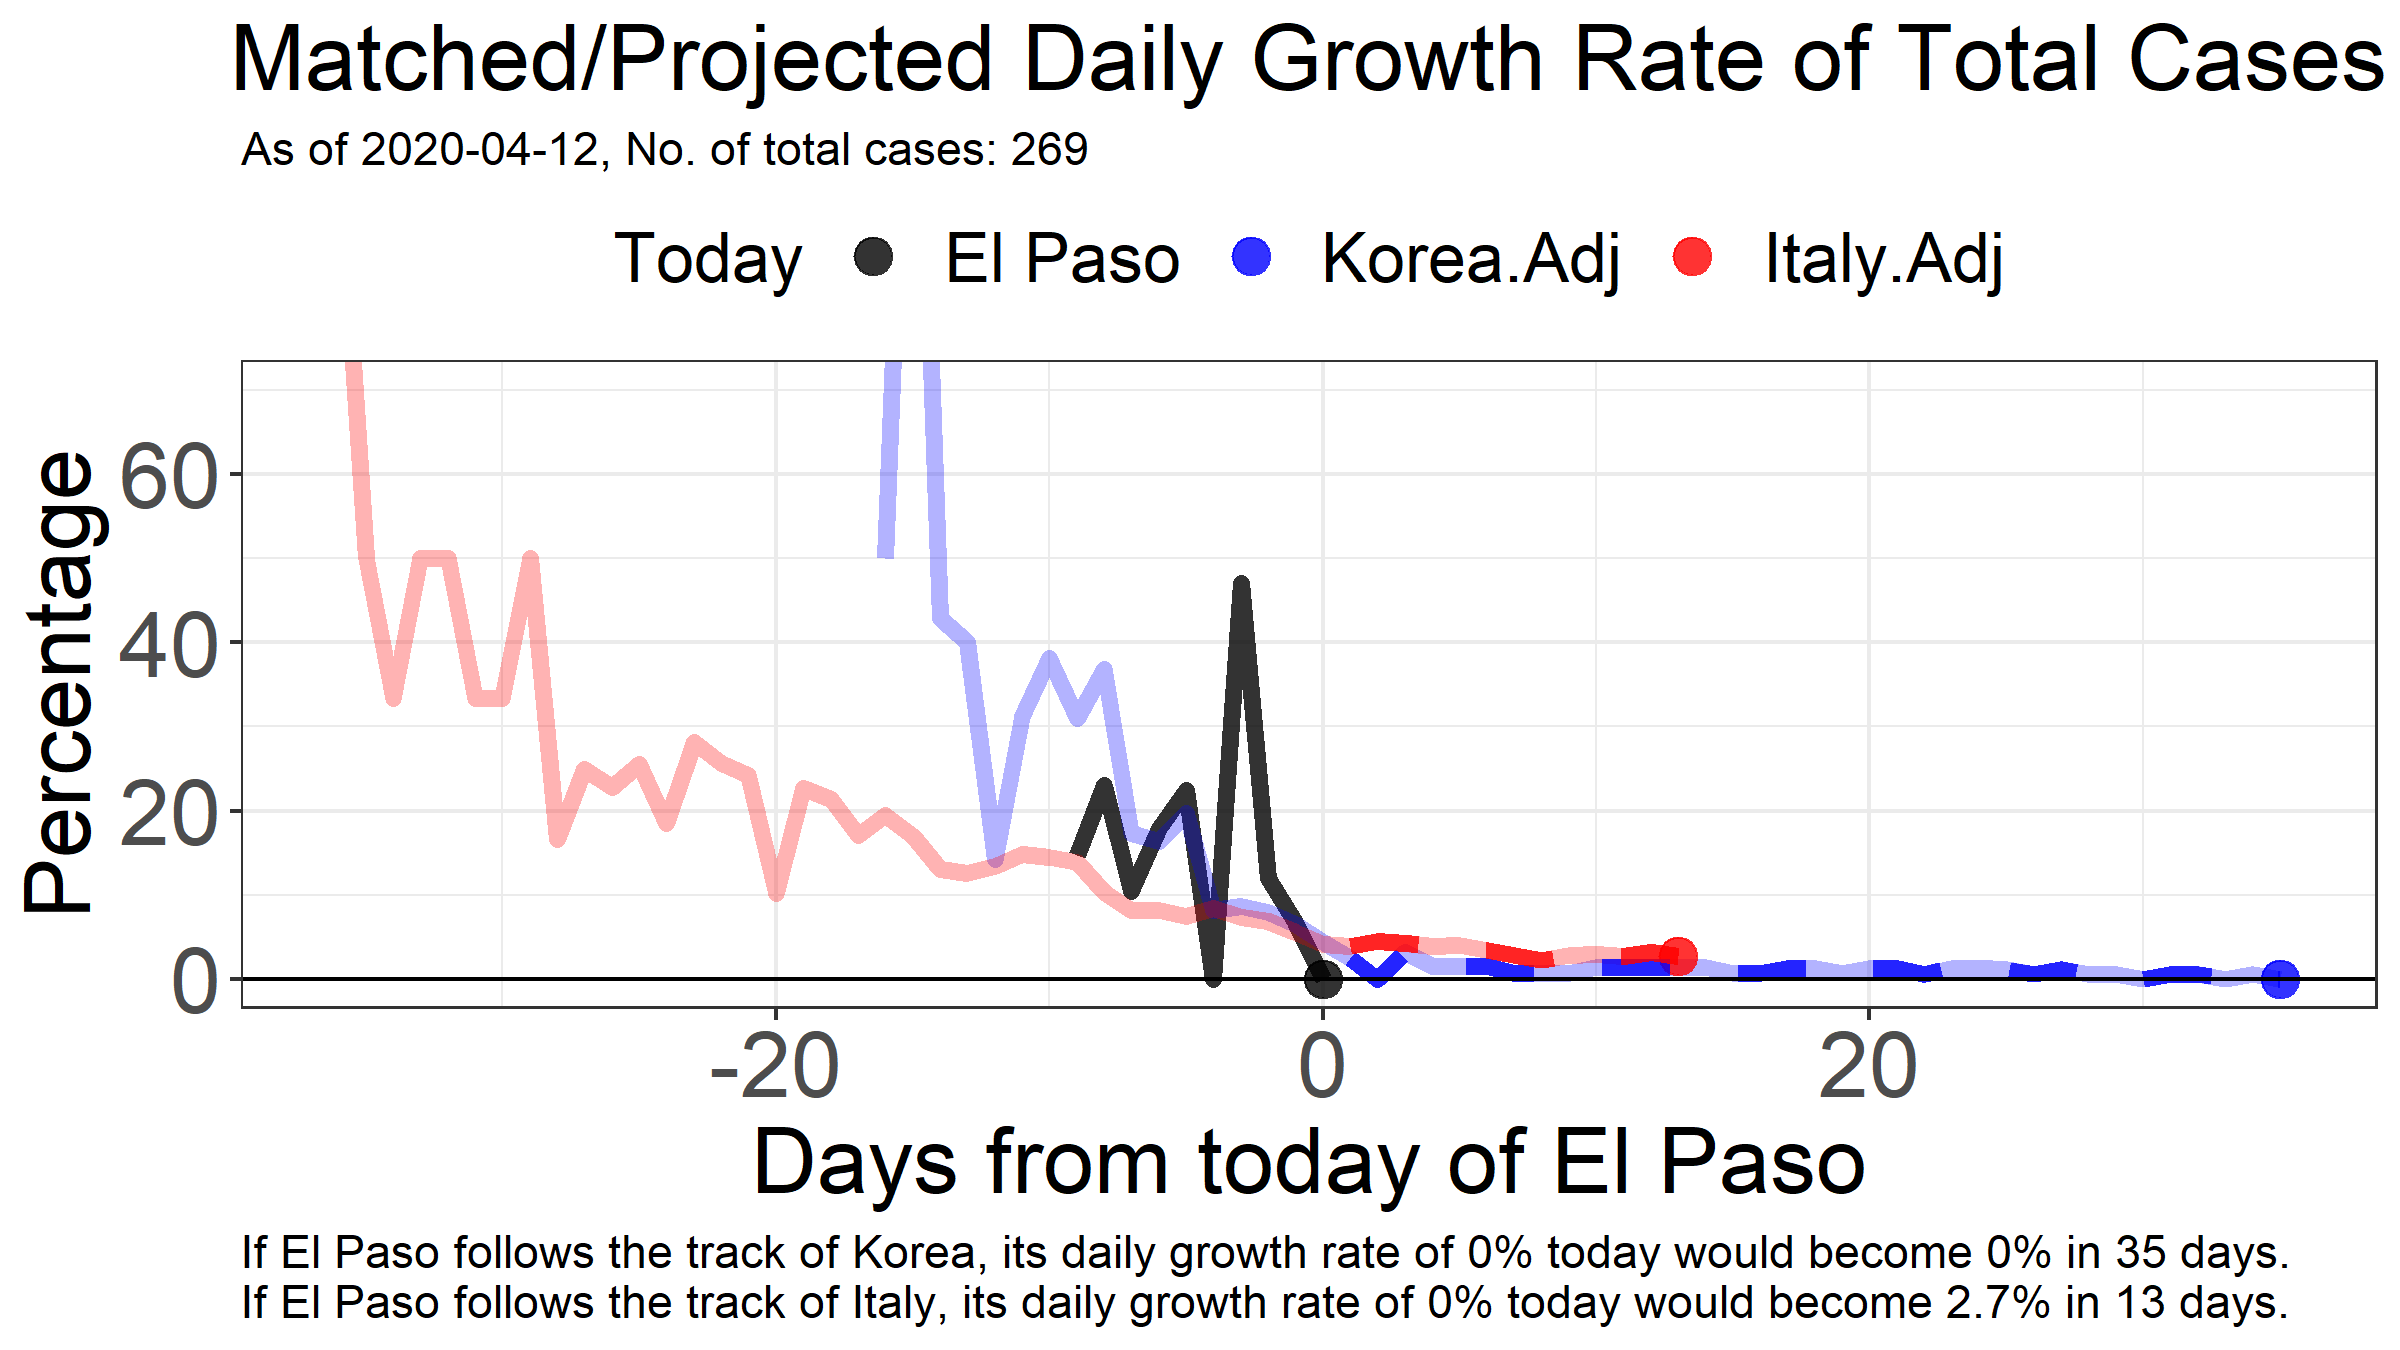 Matched/Projected Daily Growth Rate of Total Cases
As of 2020-04-12, No. of total cases: 269
Today El Paso Korea.Adj Italy.Adj
Percentage
60
40
20
0
-20 0 20
Days from today of El Paso
If El Paso follows the track of Korea, its daily growth rate of 0% today would become 0% in 35 days.
If El Paso follows the track of Italy, its daily growth rate of 0% today would become 2.7% in 13 days.